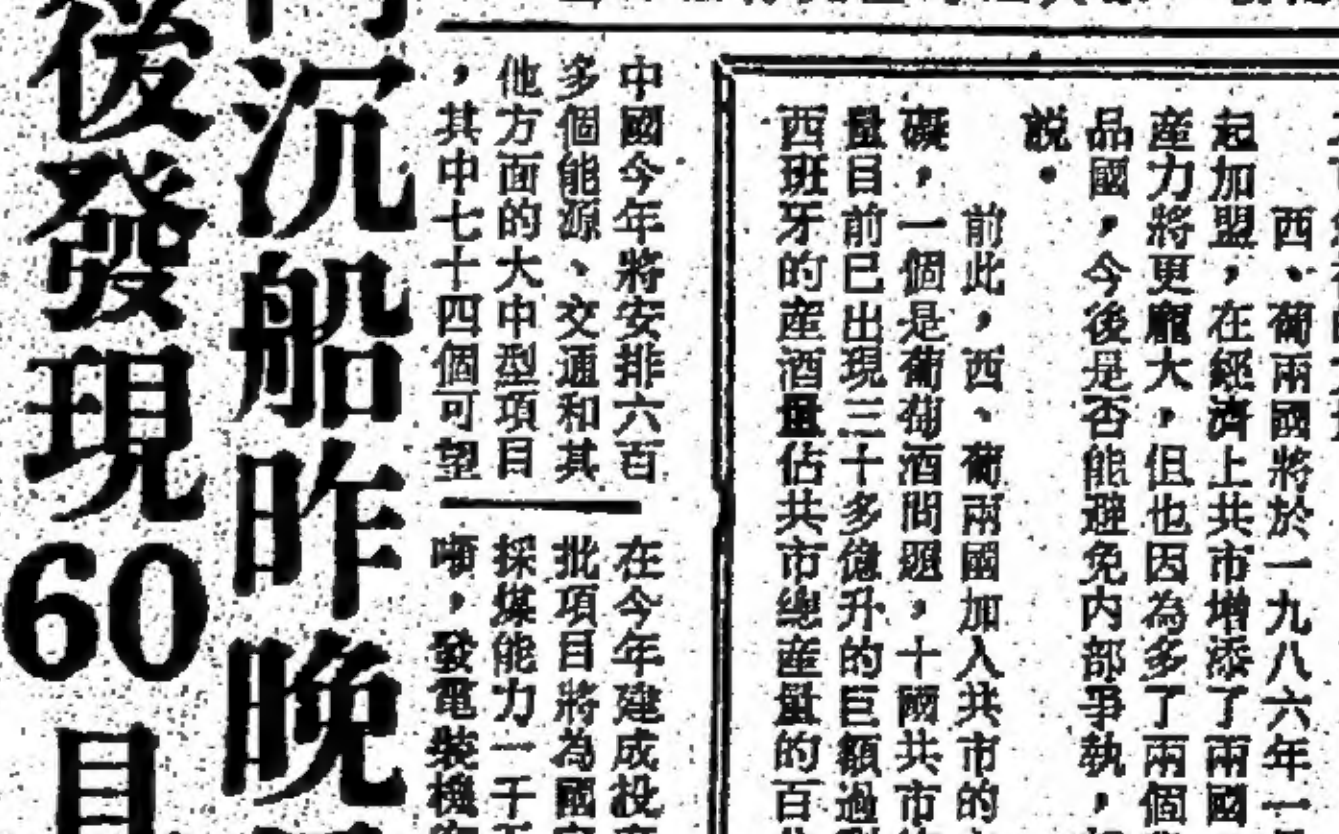 西、葡兩國將於一九八六年一
起加盟，在經濟上共市增添了兩國
產力將更龐大，但也因為多了兩個
品國，今後是否能避免内部爭執，
説。
前此，西、葡兩國加入共市的
礙，一個是葡萄酒問題，十國共市
量目前已出現三十多億升的巨額過
西班牙的産酒量佔共市總産量的百
中國今年將安排六百
多個能源、交通和其
他方面的大中型項目
，其中七十四個可望
在今年建成投
批項目將為國
採煤能力一千
噸，發電裝機
沉船昨晚
後發現60具